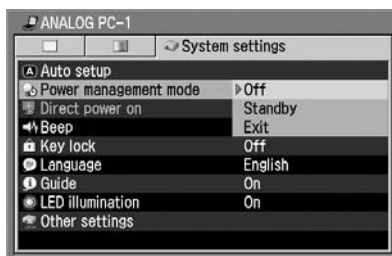 ANALOG PC-1
System settings
A Auto setup
Power management mode Off
Direct power on Standby
Beep Exit
Key lock Off
Language English
Guide On
LED illumination On
Other settings